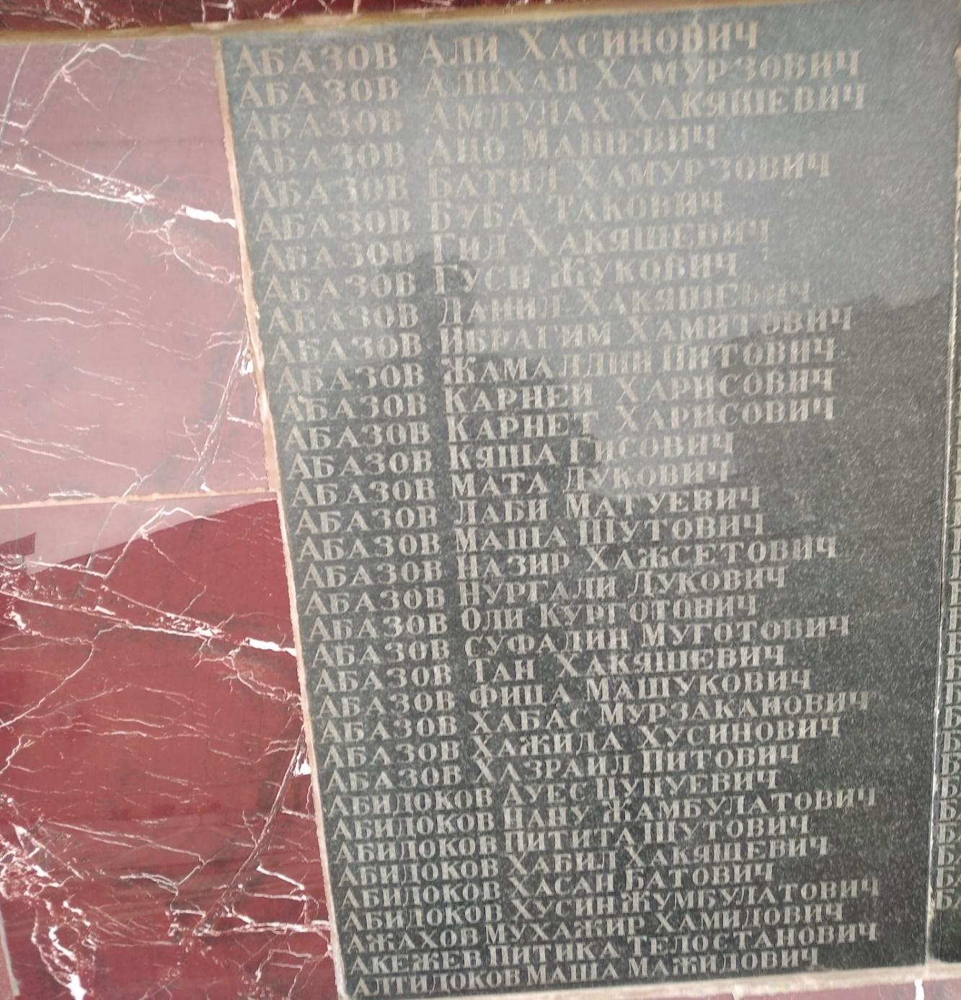 АБАЗОВ АЛИ ХАСИНОВИЧ
АБАЗОВ АЛИХАН ХАМУРЗОВИЧ
АБАЗОВ АМДУЛАХ ХАКЯШЕВИЧ
АБАЗОВ АНО МАШЕВИЧ
АБАЗОВ БАТИЛ ХАМУРЗОВИЧ
АБАЗОВ БУБА ТАКОВИЧ
АБАЗОВ ГИД ХАКЯШЕВИЧ
АБАЗОВ ГУСИ ЖУКОВИЧ
АБАЗОВ ДАНИЛ ХАКЯШЕВИЧ
АБАЗОВ ИБРАГИМ ХАМИТОВИЧ
АБАЗОВ ЖАМАЛДИН ПИТОВИЧ
АБАЗОВ КАРНЕЙ ХАРИСОВИЧ
АБАЗОВ КАРНЕТ ХАРИСОВИЧ
АБАЗОВ КЯША ГИСОВИЧ
АБАЗОВ МАТА ДУКОВИЧ
АБАЗОВ ЛАБИ МАТУЕВИЧ
АБАЗОВ МАША ШУТОВИЧ
АБАЗОВ НАЗИР ХАЖСЕТОВИЧ
АБАЗОВ НУРГАЛИ ДУКОВИЧ
АБАЗОВ ОЛИ КУРГОТОВИЧ
АБАЗОВ СУФАДИН МУГОТОВИЧ
АБАЗОВ ТАН ХАКЯШЕВИЧ
АБАЗОВ ФИЦА МАШУКОВИЧ
АБАЗОВ ХАБАС МУРЗАКАНОВИЧ
АБАЗОВ ХАЖИДА ХУСИНОВИЧ
АБАЗОВ ХАЗРАИЛ ПИТОВИЧ
АБИДОКОВ АУЕС ЦУЦУЕВИЧ
АБИДОКОВ НАНУ ЖАМБУЛАТОВИЧ
АБИДОКОВ ПИТИТА ШУТОВИЧ
АБИДОКОВ ХАБИЛ ХАКЯШЕВИЧ
АБИДОКОВ ХАСАН БАТОВИЧ
АБИДОКОВ ХУСИН ЖУМБУЛАТОВИЧ
АЖАХОВ МУХАЖИР ХАМИДОВИЧ
АКЕЖЕВ ПИТИКА ТЕЛОСТАНОВИЧ
АЛТИДОКОВ МАША МАЖИДОВИЧ